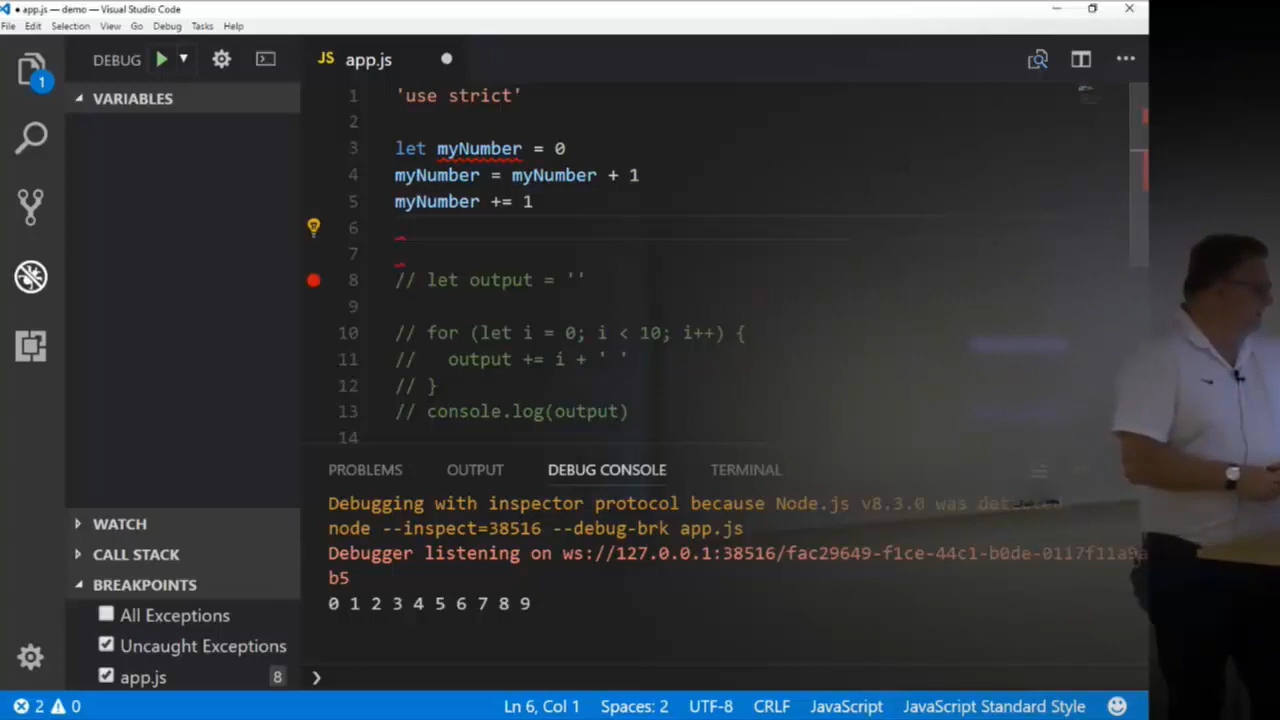 app.js — demo — Visual Studio Code
File Edit Selection View Go Debug Tasks Help
DEBUG
JS app.js
1
VARIABLES
1 'use strict'
2
3 let myNumber = 0
4 myNumber = myNumber + 1
5 myNumber += 1
6
7
8 // let output = ''
9
10 // for (let i = 0; i < 10; i++) {
11 //   output += i + ' '
12 // }
13 // console.log(output)
14
PROBLEMS OUTPUT DEBUG CONSOLE TERMINAL
Debugging with inspector protocol because Node.js v8.3.0 was detected
node --inspect=38516 --debug-brk app.js
Debugger listening on ws://127.0.0.1:38516/fac29649-f1ce-44c1-b0de-0117f11a9a
b5
0 1 2 3 4 5 6 7 8 9
WATCH
CALL STACK
BREAKPOINTS
All Exceptions
Uncaught Exceptions
app.js 8
2 0 Ln 6, Col 1 Spaces: 2 UTF-8 CRLF JavaScript JavaScript Standard Style